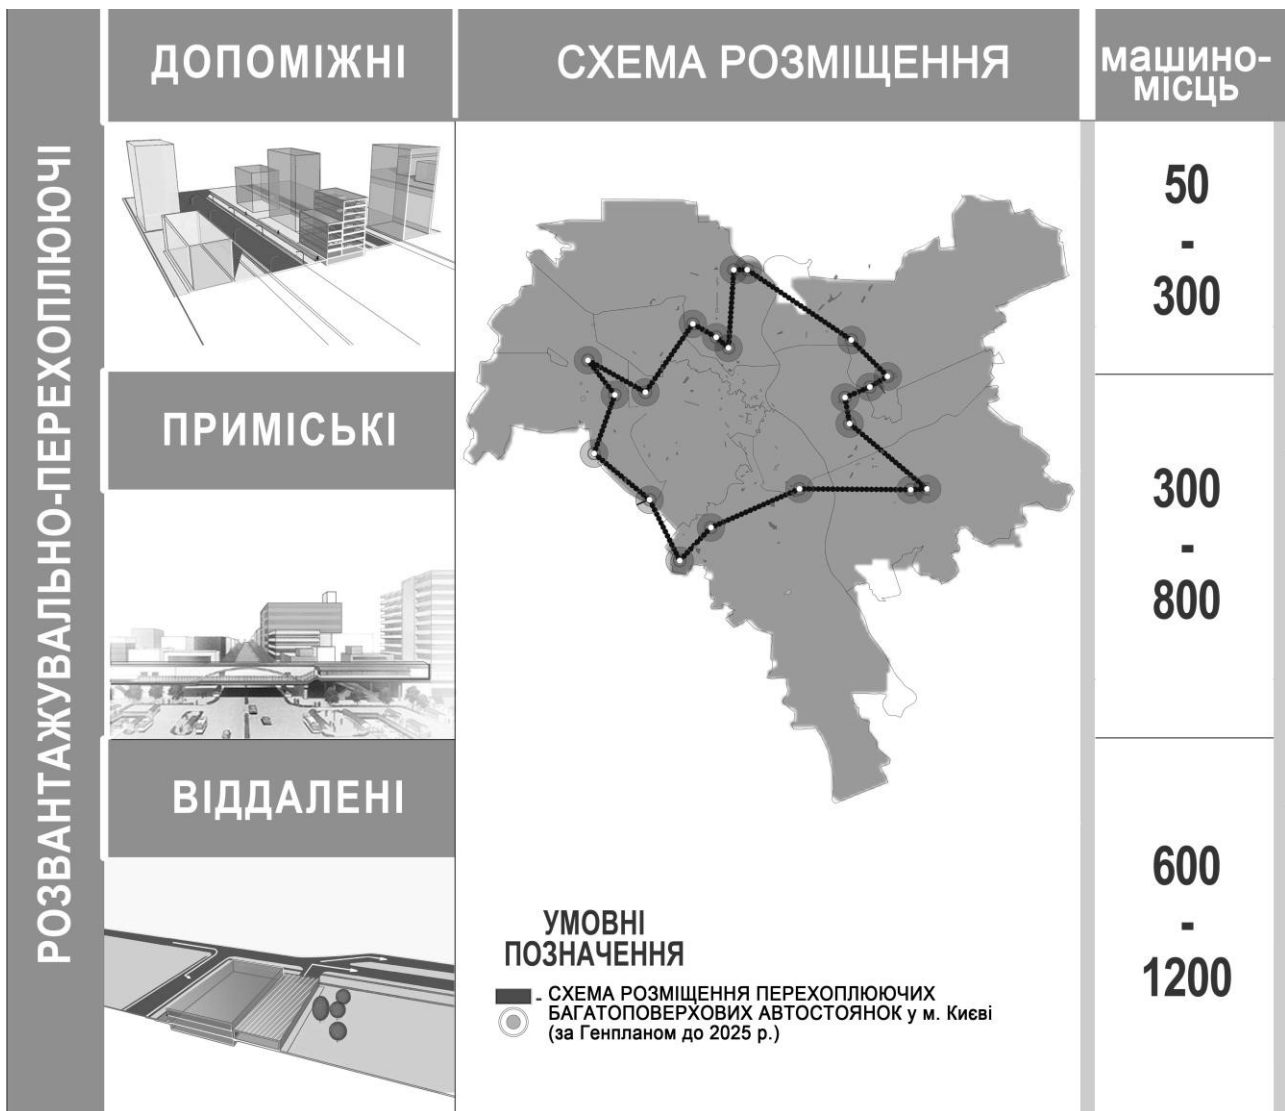 РОЗВАНТАЖУВАЛЬНО-ПЕРЕХОПЛЮЮЧІ
ДОПОМІЖНІ
СХЕМА РОЗМІЩЕННЯ
машино-
місць
50
-
300
ПРИМІСЬКІ
300
-
800
ВІДДАЛЕНІ
600
-
1200
УМОВНІ
ПОЗНАЧЕННЯ
- СХЕМА РОЗМІЩЕННЯ ПЕРЕХОПЛЮЮЧИХ
БАГАТОПОВЕРХОВИХ АВТОСТОЯНОК у м. Києві
(за Генпланом до 2025 р.)